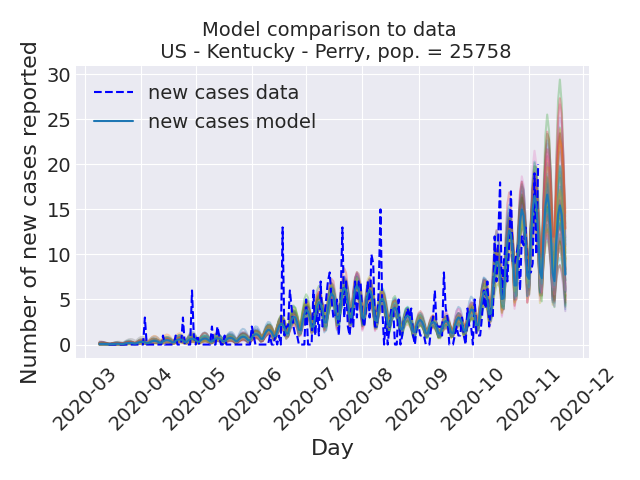 Model comparison to data
US - Kentucky - Perry, pop. = 25758
Number of new cases reported
30
25
20
15
10
5
0
new cases data
new cases model
2020-03
2020-04
2020-05
2020-06
2020-07
2020-08
2020-09
2020-10
2020-11
2020-12
Day